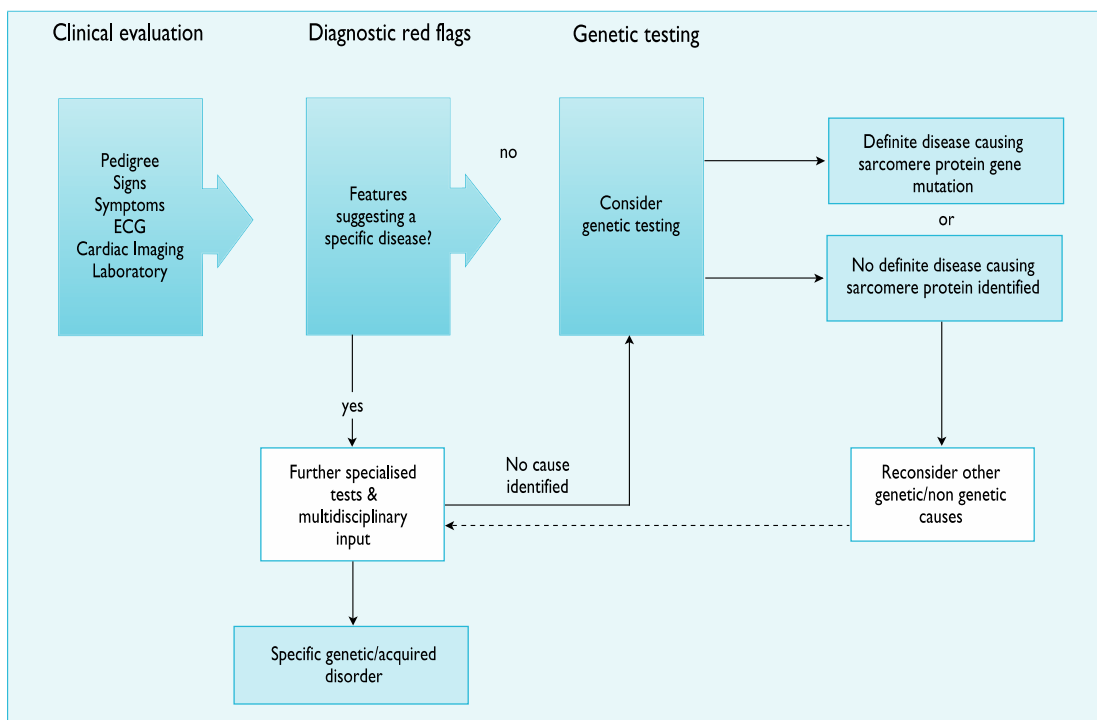 Clinical evaluation
Diagnostic red flags
Genetic testing
Pedigree
Signs
Symptoms
ECG
Cardiac Imaging
Laboratory
Features
suggesting a
specific disease?
no
Consider
genetic testing
Definite disease causing
sarcomere protein gene
mutation
or
No definite disease causing
sarcomere protein identified
yes
Further specialised
tests &
multidisciplinary
input
No cause
identified
Reconsider other
genetic/non genetic
causes
Specific genetic/acquired
disorder